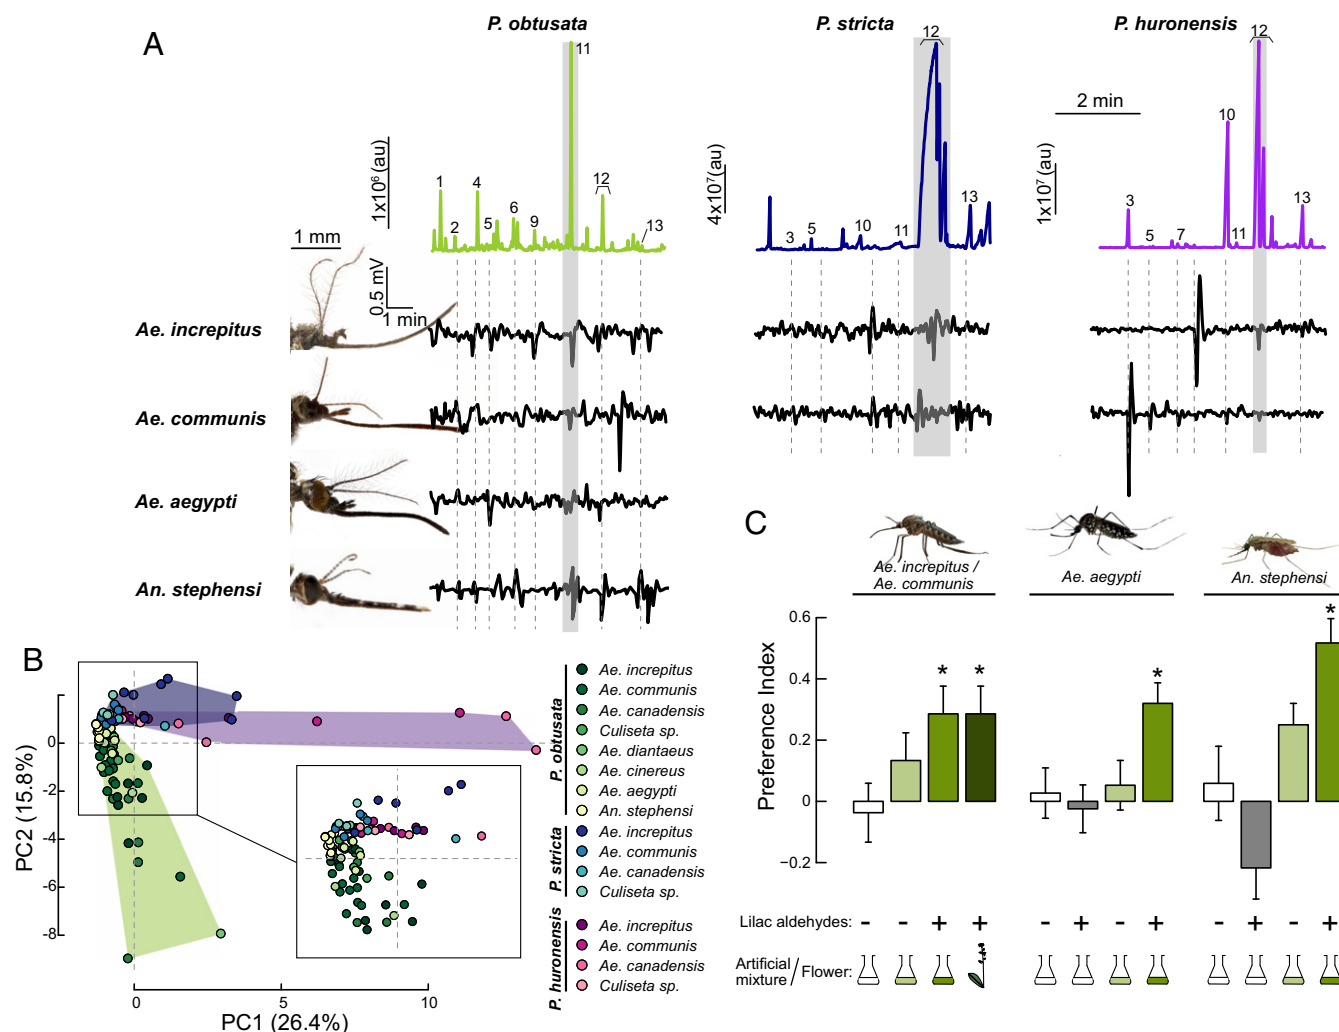 A
P. obtusata
P. stricta
P. huronensis
11
12
12
1x10⁶(au)
4x10⁷(au)
1x10⁷(au)
2 min
1
2
4
5
6
9
12
13
3
5
10
11
13
3
5
7
10
11
13
1 mm
0.5 mV
1 min
Ae. increpitus
Ae. communis
Ae. aegypti
An. stephensi
B
PC2 (15.8%)
0
-2
-4
-6
-8
0
5
10
PC1 (26.4%)
P. obtusata
Ae. increpitus
Ae. communis
Ae. canadensis
Culiseta sp.
Ae. diantaeus
Ae. cinereus
Ae. aegypti
An. stephensi
P. stricta
Ae. increpitus
Ae. communis
Ae. canadensis
Culiseta sp.
P. huronensis
Ae. increpitus
Ae. communis
Ae. canadensis
Culiseta sp.
C
Ae. increpitus /
Ae. communis
Ae. aegypti
An. stephensi
Preference Index
0.6
0.4
0.2
0
−0.2
* * * *
Lilac aldehydes: - - + + - + - + - + - +
Artificial
mixture / Flower: